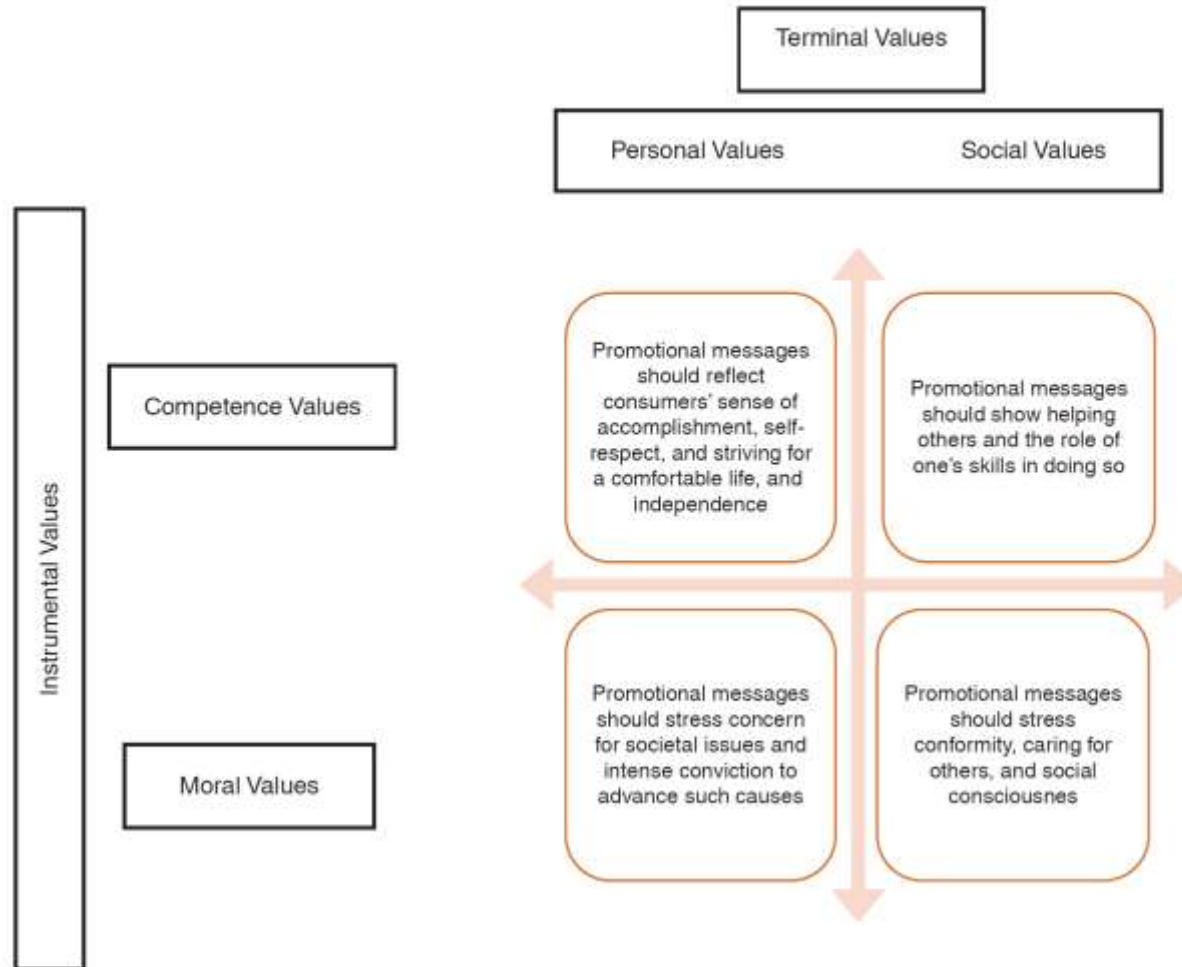 Terminal Values
Personal Values
Social Values
Instrumental Values
Competence Values
Promotional messages
should reflect
consumers' sense of
accomplishment, self-
respect, and striving for
a comfortable life, and
independence
Promotional messages
should show helping
others and the role of
one's skills in doing so
Moral Values
Promotional messages
should stress concern
for societal issues and
intense conviction to
advance such causes
Promotional messages
should stress
conformity, caring for
others, and social
consciousnes